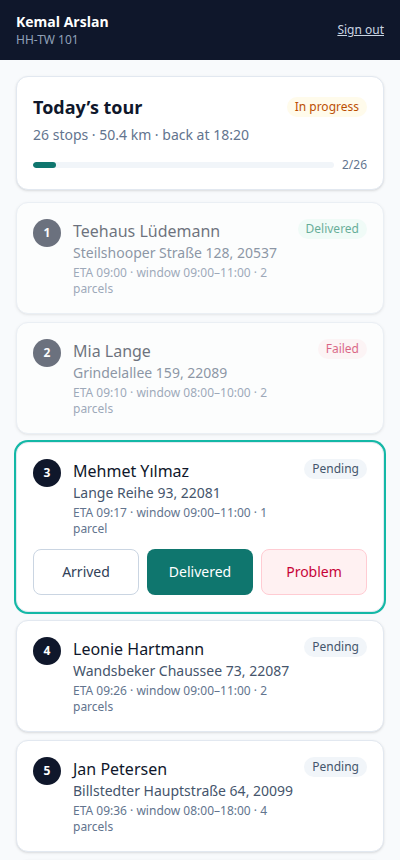 Kemal Arslan
HH-TW 101
Sign out
Today’s tour
In progress
26 stops · 50.4 km · back at 18:20
2/26
1
Teehaus Lüdemann
Delivered
Steilshooper Straße 128, 20537
ETA 09:00 · window 09:00–11:00 · 2
parcels
2
Mia Lange
Failed
Grindelallee 159, 22089
ETA 09:10 · window 08:00–10:00 · 2
parcels
3
Mehmet Yılmaz
Pending
Lange Reihe 93, 22081
ETA 09:17 · window 09:00–11:00 · 1
parcel
Arrived
Delivered
Problem
4
Leonie Hartmann
Pending
Wandsbeker Chaussee 73, 22087
ETA 09:26 · window 09:00–11:00 · 2
parcels
5
Jan Petersen
Pending
Billstedter Hauptstraße 64, 20099
ETA 09:36 · window 08:00–18:00 · 4
parcels